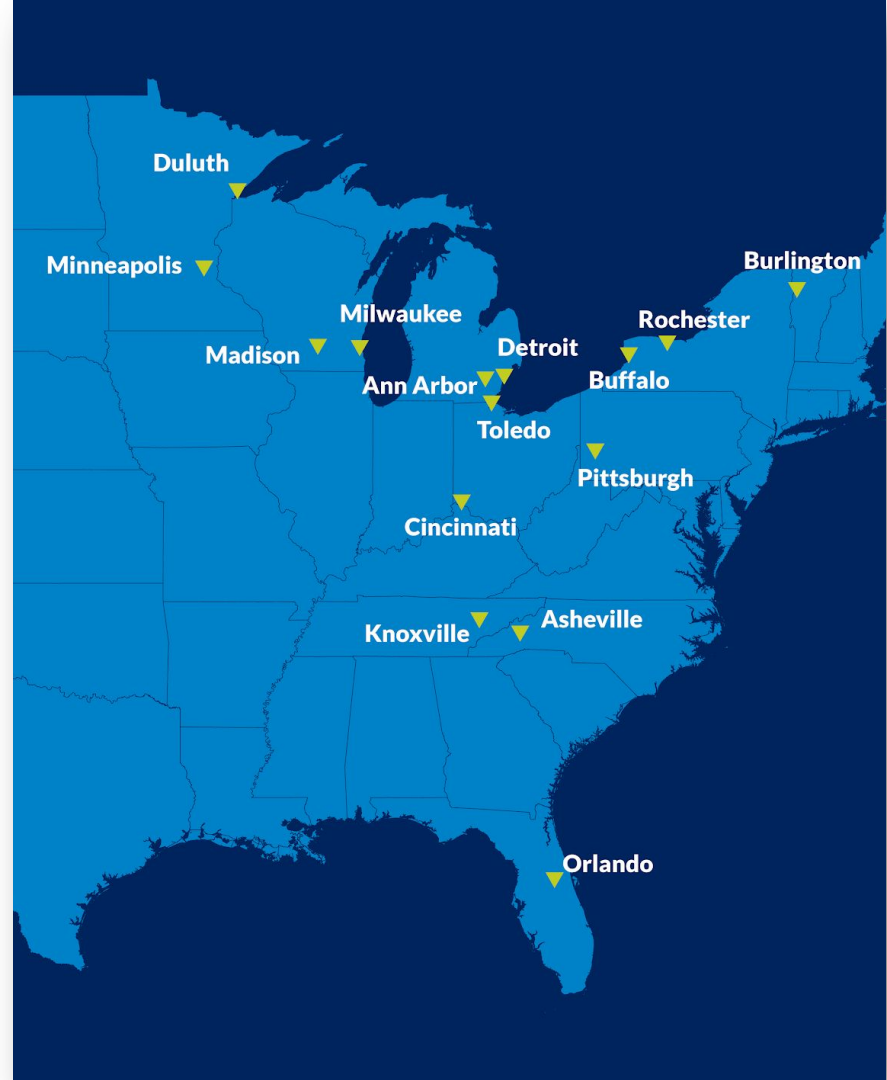 Duluth
Burlington
Minneapolis
Milwaukee
Rochester
Madison
Detroit
Ann Arbor
Buffalo
Toledo
Pittsburgh
Cincinnati
Asheville
Knoxville
Orlando